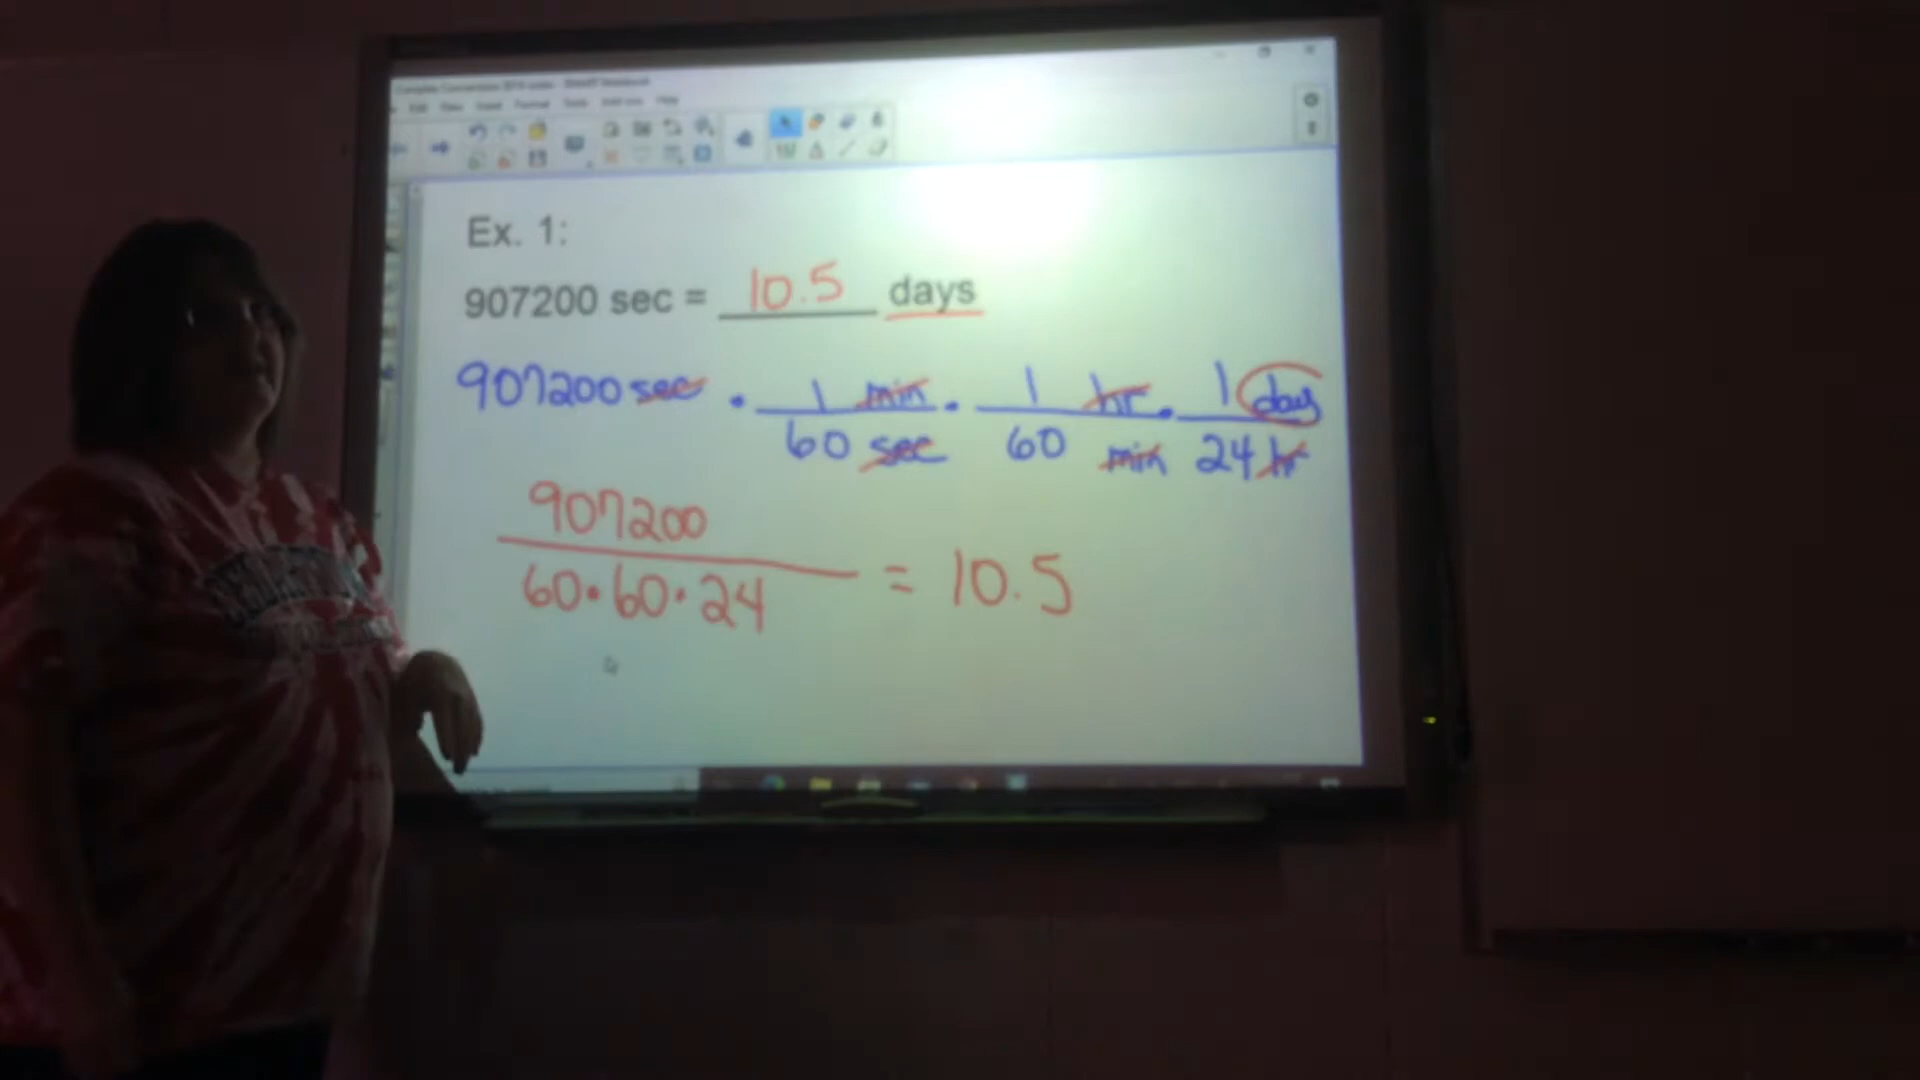 Ex. 1:
907200 sec = 10.5 days
907200 sec · 1 min / 60 sec · 1 hr / 60 min · 1 day / 24 hr
907200
60·60·24 = 10.5